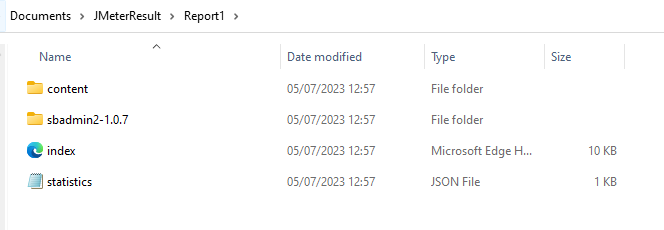 Documents > JMeterResult > Report1 >
Name Date modified Type Size
content 05/07/2023 12:57 File folder
sbadmin2-1.0.7 05/07/2023 12:57 File folder
index 05/07/2023 12:57 Microsoft Edge H... 10 KB
statistics 05/07/2023 12:57 JSON File 1 KB